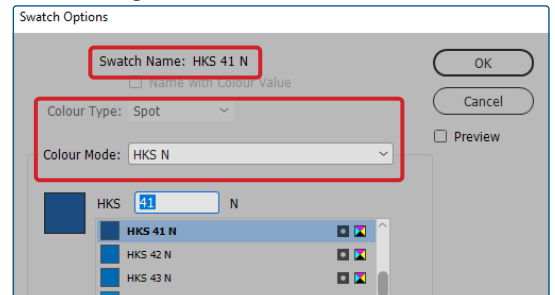 Swatch Options
Swatch Name: HKS 41 N
OK
Name with Colour Value
Cancel
Colour Type: Spot
Preview
Colour Mode: HKS N
HKS 41 N
HKS 41 N
HKS 42 N
HKS 43 N